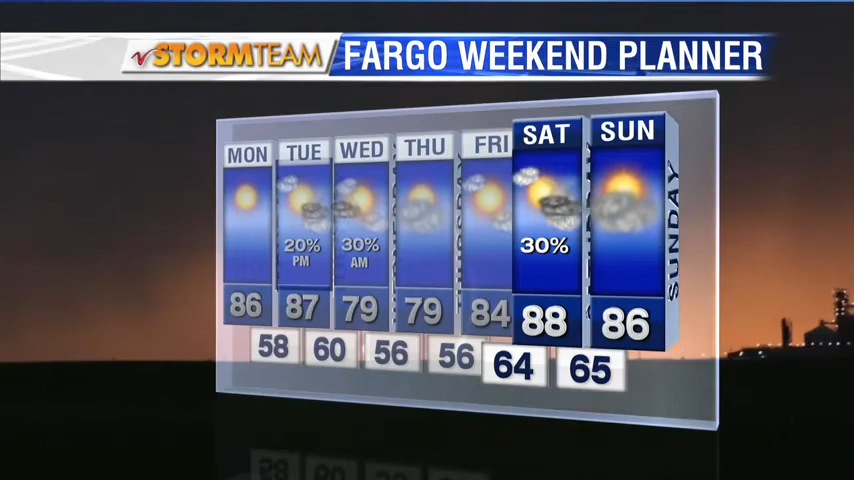 STORMTEAM
FARGO WEEKEND PLANNER
MON TUE WED THU FRI SAT SUN
20% 30% 30%
PM AM
86 87 79 79 84 88 86
58 60 56 56 64 65
THURSDAY
SUNDAY